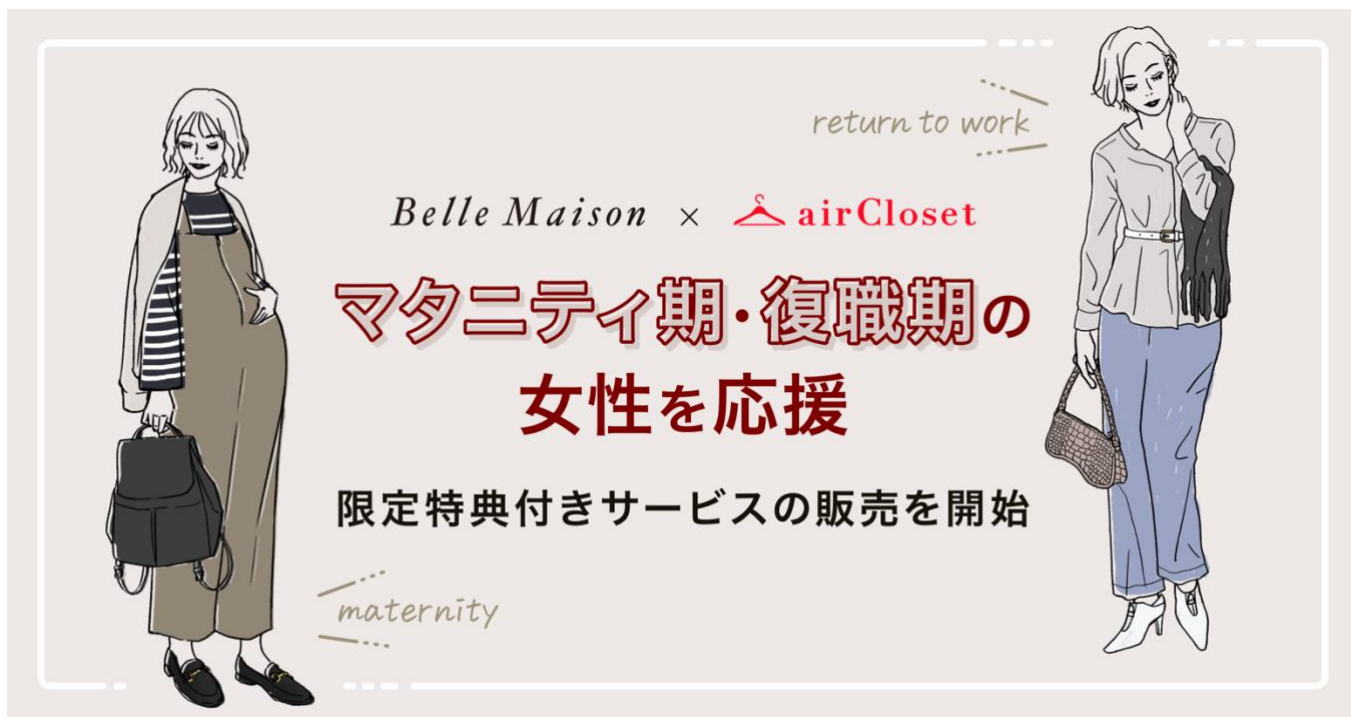 return to work
Belle Maison × airCloset
マタニティ期・復職期の
女性を応援
限定特典付きサービスの販売を開始
maternity